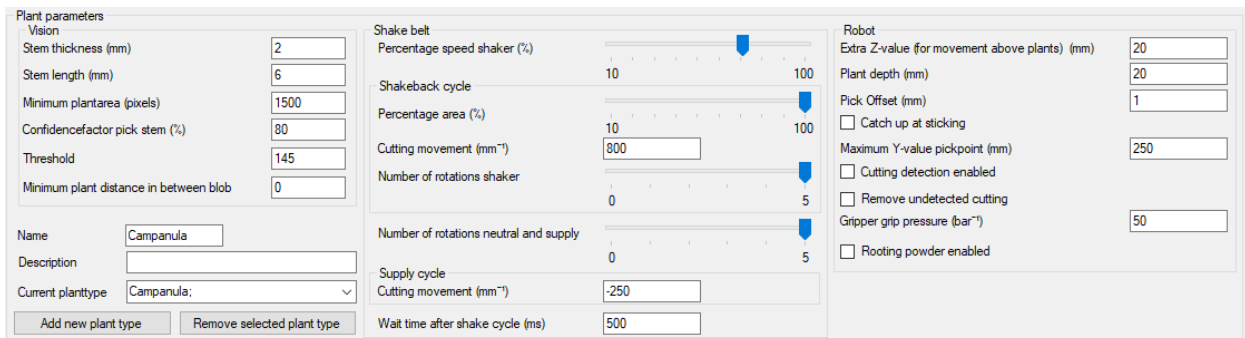 Plant parameters
Vision
Stem thickness (mm) 2
Stem length (mm) 6
Minimum plantarea (pixels) 1500
Confidencefactor pick stem (%) 80
Threshold 145
Minimum plant distance in between blob 0
Name Campanula
Description
Current planttype Campanula;
Add new plant type Remove selected plant type
Shake belt
Percentage speed shaker (%)
10 100
Shakeback cycle
Percentage area (%)
10 100
Cutting movement (mm⁻¹) 800
Number of rotations shaker
0 5
Number of rotations neutral and supply
0 5
Supply cycle
Cutting movement (mm⁻¹) -250
Wait time after shake cycle (ms) 500
Robot
Extra Z-value (for movement above plants) (mm) 20
Plant depth (mm) 20
Pick Offset (mm) 1
Catch up at sticking
Maximum Y-value pickpoint (mm) 250
Cutting detection enabled
Remove undetected cutting
Gripper grip pressure (bar⁻¹) 50
Rooting powder enabled